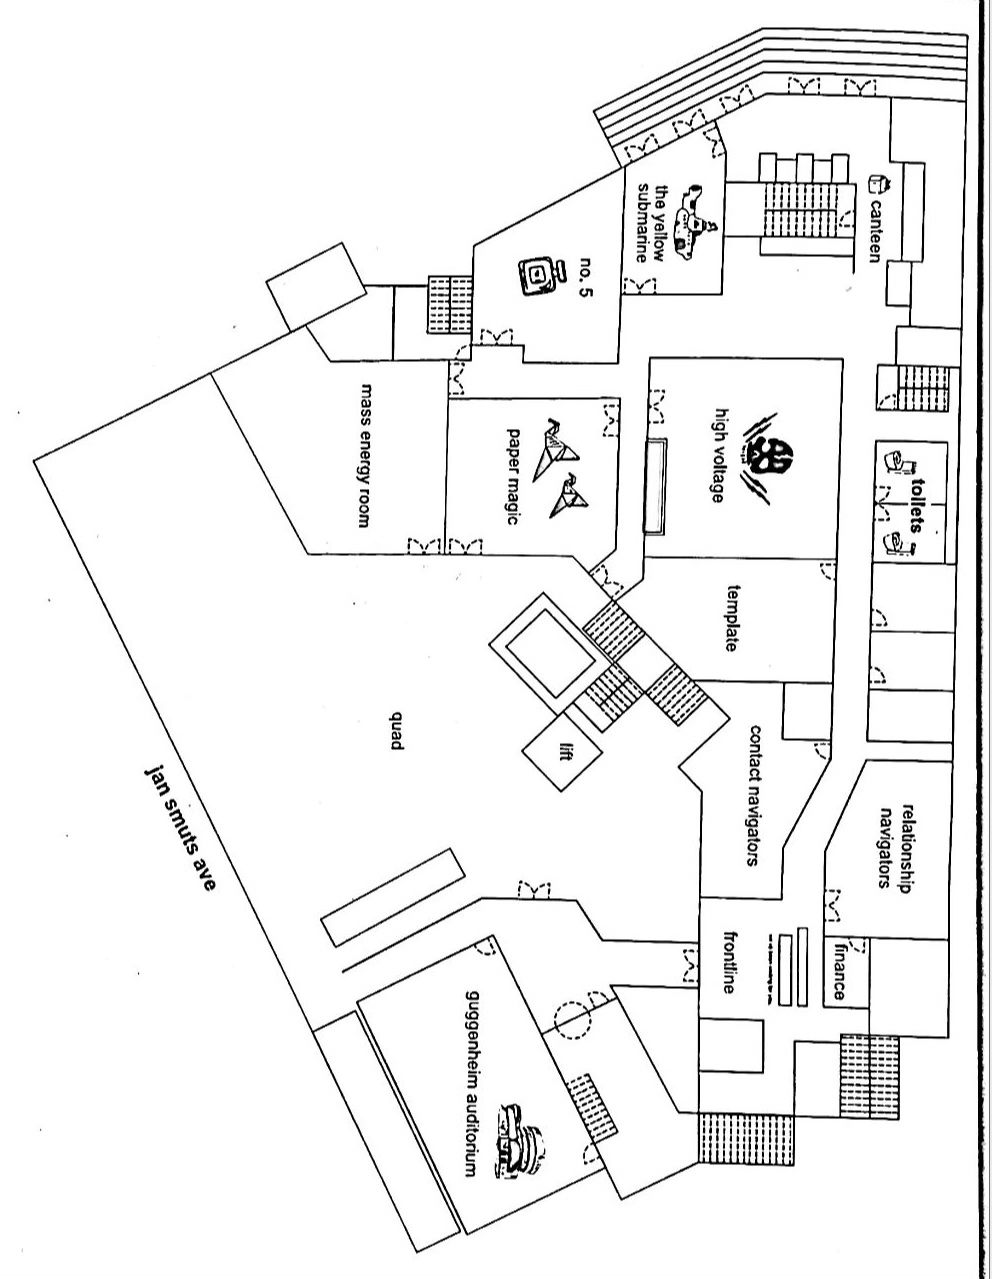 canteen
the yellow
submarine
no. 5
toilets
high voltage
paper magic
mass energy room
template
contact navigators
relationship
navigators
lift
quad
jan smuts ave
frontline
finance
guggenheim auditorium